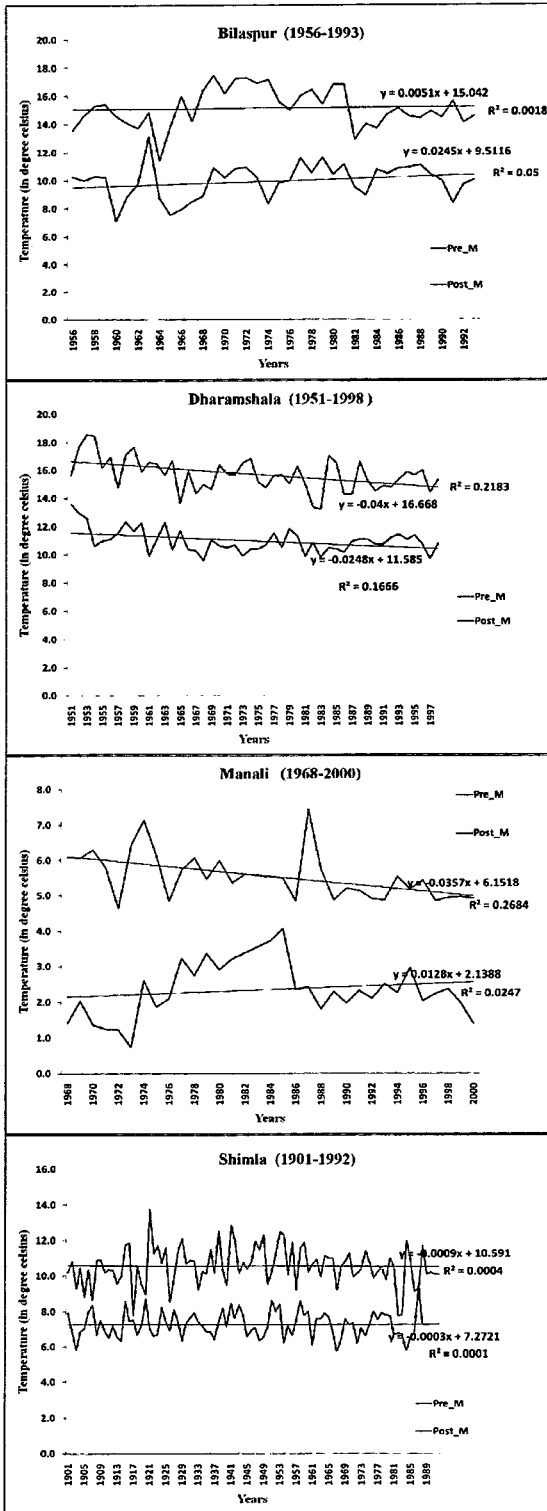 Bilaspur (1956-1993)
Temperature (In degree celsius)
20.0
18.0
16.0
14.0
12.0
10.0
8.0
6.0
4.0
2.0
0.0
y = 0.0051x + 15.042
R² = 0.0018
y = 0.0245x + 9.5116
R² = 0.05
Pre_M
Post_M
1956 1958 1960 1962 1964 1966 1968 1970 1972 1974 1976 1978 1980 1982 1984 1986 1988 1990 1992
Years
Dharamshala (1951-1998)
Temperature (In degree celsius)
20.0
18.0
16.0
14.0
12.0
10.0
8.0
6.0
4.0
2.0
0.0
R² = 0.2183
y = -0.04x + 16.668
y = -0.0248x + 11.585
R² = 0.1666
Pre_M
Post_M
1951 1953 1955 1957 1959 1961 1963 1965 1967 1969 1971 1973 1975 1977 1979 1981 1983 1985 1987 1989 1991 1993 1995 1997
Years
Manali (1968-2000)
Temperature (In degree celsius)
8.0
7.0
6.0
5.0
4.0
3.0
2.0
1.0
0.0
Pre_M
Post_M
y = -0.0357x + 6.1518
R² = 0.2684
y = 0.0128x + 2.1388
R² = 0.0247
1968 1970 1972 1974 1976 1978 1980 1982 1984 1986 1988 1990 1992 1994 1996 1998 2000
Years
Shimla (1901-1992)
Temperature (In degree celsius)
16.0
14.0
12.0
10.0
8.0
6.0
4.0
2.0
0.0
y = -0.0009x + 10.591
R² = 0.0004
y = -0.0003x + 7.2721
R² = 0.0001
Pre_M
Post_M
1901 1905 1909 1913 1917 1921 1925 1929 1933 1937 1941 1945 1949 1953 1957 1961 1965 1969 1973 1977 1981 1985 1989
Years